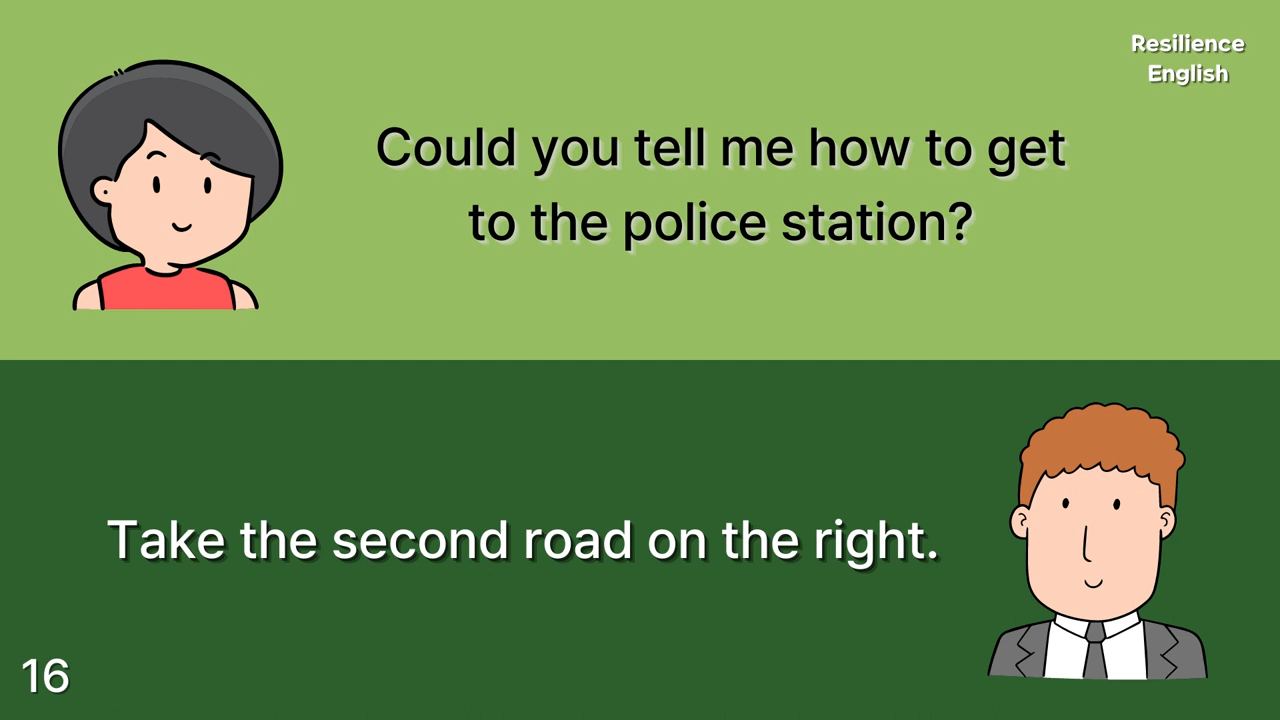 Resilience
English
Could you tell me how to get
to the police station?
Take the second road on the right.
16